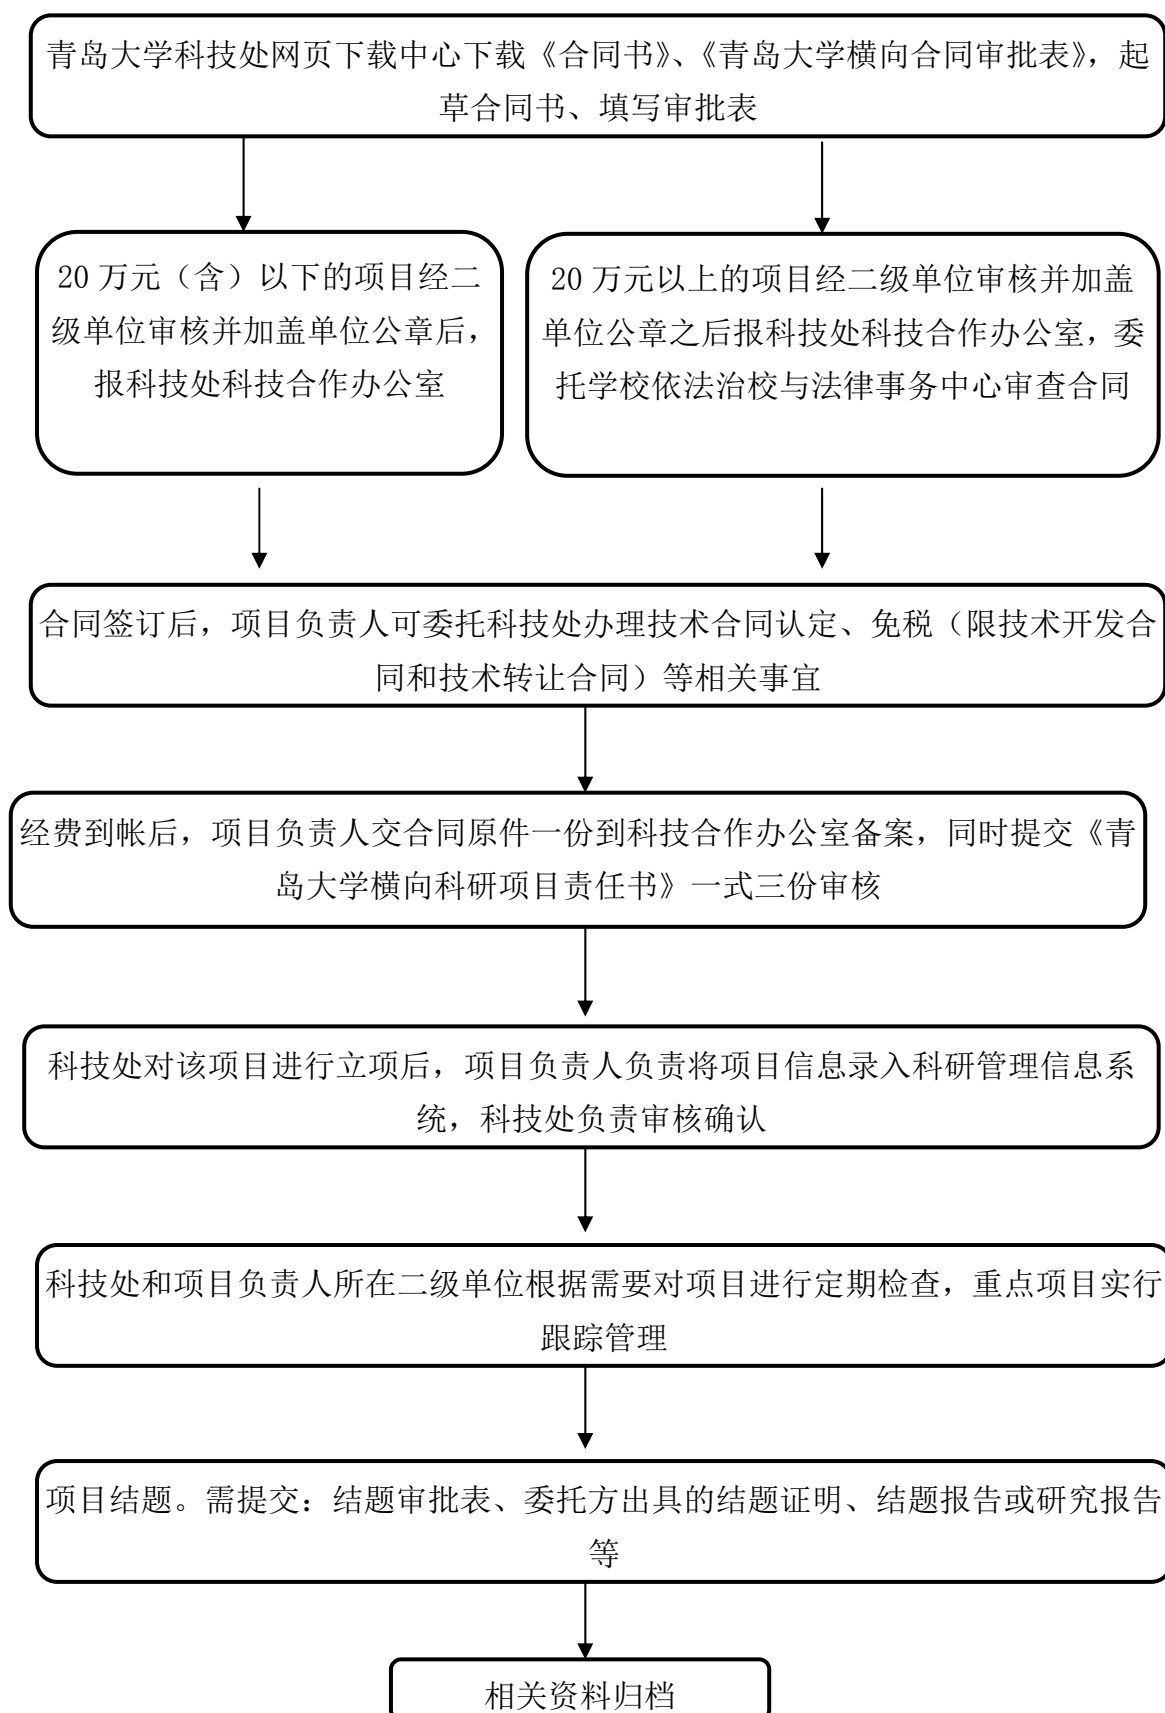 青岛大学科技处网页下载中心下载《合同书》、《青岛大学横向合同审批表》，起
草合同书、填写审批表
20 万元（含）以下的项目经二
级单位审核并加盖单位公章后，
报科技处科技合作办公室
20 万元以上的项目经二级单位审核并加盖
单位公章之后报科技处科技合作办公室，委
托学校依法治校与法律事务中心审查合同
合同签订后，项目负责人可委托科技处办理技术合同认定、免税（限技术开发合
同和技术转让合同）等相关事宜
经费到帐后，项目负责人交合同原件一份到科技合作办公室备案，同时提交《青
岛大学横向科研项目责任书》一式三份审核
科技处对该项目进行立项后，项目负责人负责将项目信息录入科研管理信息系
统，科技处负责审核确认
科技处和项目负责人所在二级单位根据需要对项目进行定期检查，重点项目实行
跟踪管理
项目结题。需提交：结题审批表、委托方出具的结题证明、结题报告或研究报告
等
相关资料归档